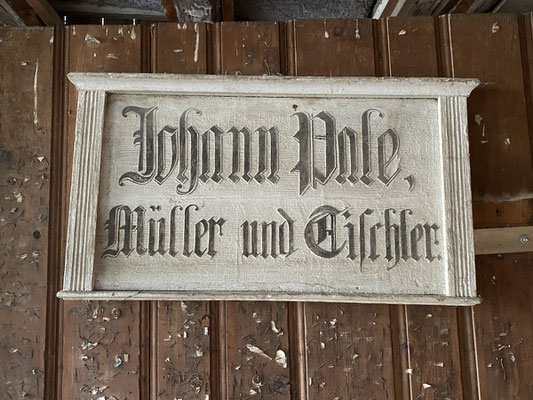 Johann Pale,
Müller und Tiſchler.